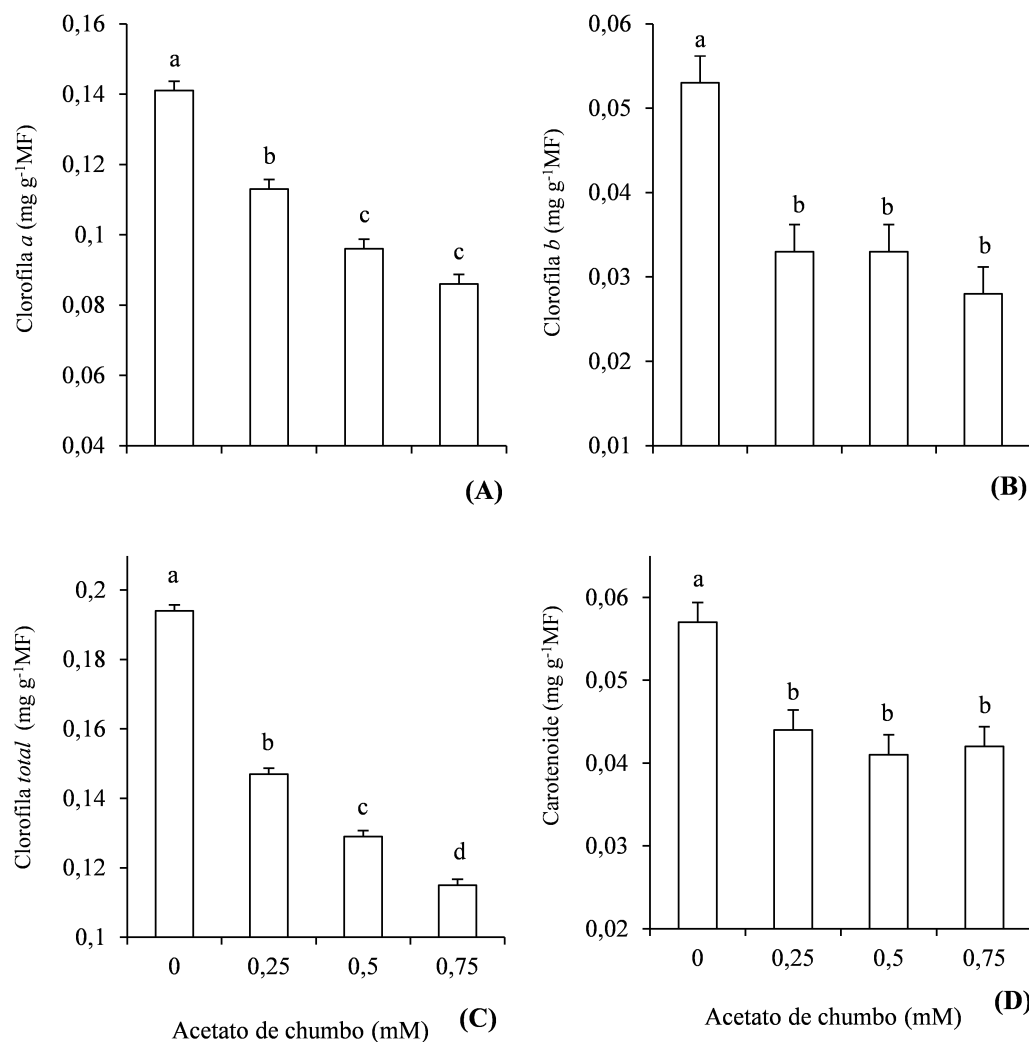 0,16
0,14
0,12
0,1
0,08
0,06
0,04
Clorofila a (mg g-1MF)
a
b
c
c
(A)
0,06
0,05
0,04
0,03
0,02
0,01
Clorofila b (mg g-1MF)
a
b
b
b
(B)
0,2
0,18
0,16
0,14
0,12
0,1
Clorofila total (mg g-1MF)
a
b
c
d
0 0,25 0,5 0,75
Acetato de chumbo (mM)
(C)
0,06
0,05
0,04
0,03
0,02
Carotenoide (mg g-1MF)
a
b
b
b
0 0,25 0,5 0,75
Acetato de chumbo (mM)
(D)